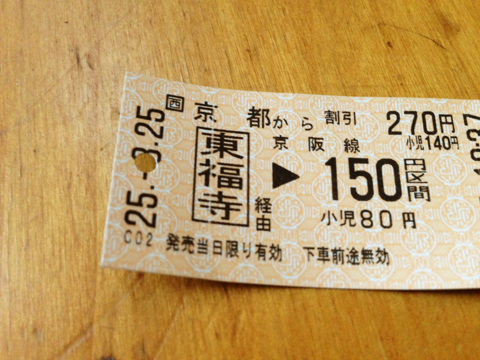 西 京都から 割引 270円
小児140円
京阪線
東福寺 経由 ▶ 150円区間
小児80円
25.-3.25
C02 発売当日限り有効 下車前途無効